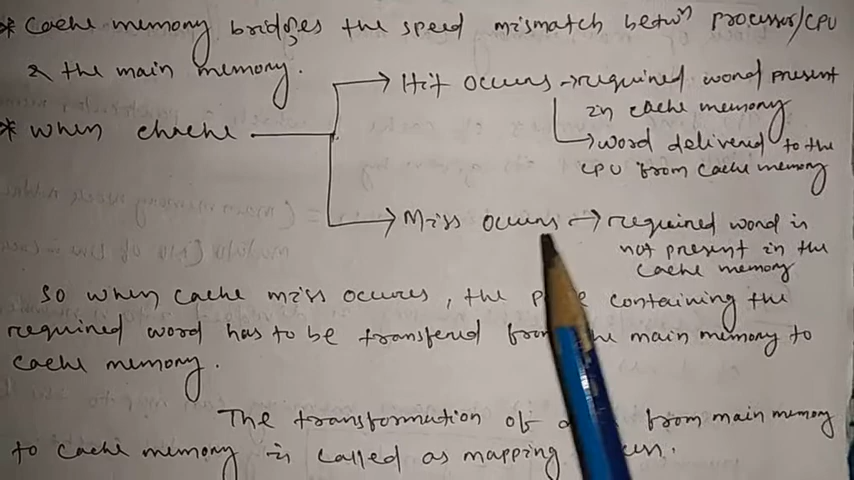 * Cache memory bridges the speed mismatch betwn processor/CPU
& the main memory.
* when chache
Hit occurs → required word present
in cache memory
→ word delivered to the
CPU from cache memory
Miss occurs → required word is
not present in the
cache memory
so when cache miss occures, the containing the
required word has to be transfered from the main memory to
cache memory.
The transformation of from main memory
to cache memory is called as mapping